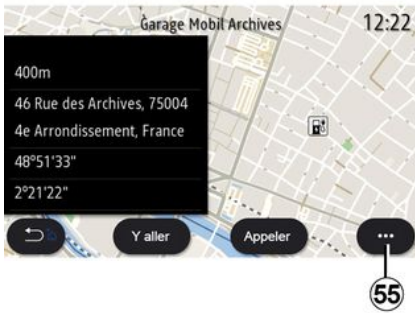 Garage Mobil Archives
12:22
400m
46 Rue des Archives, 75004
4e Arrondissement, France
48°51'33"
2°21'22"
Y aller
Appeler
55